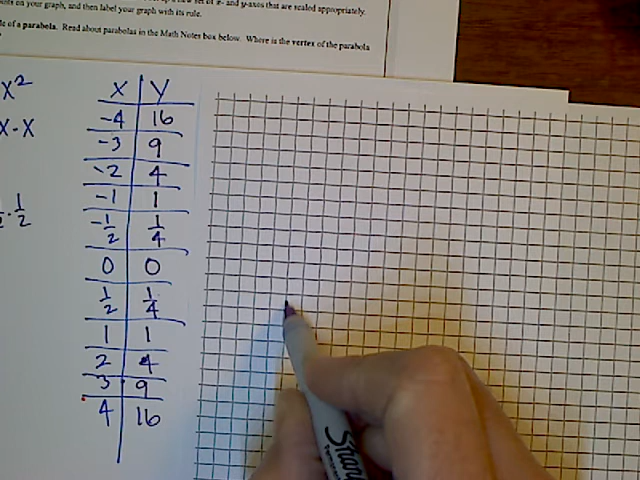 x- and y-axes that are scaled appropriately.
on your graph, and then label your graph with its rule.
of a parabola. Read about parabolas in the Math Notes box below. Where is the vertex of the parabola
x²
x · x
1/2
x y
-4 16
-3 9
-2 4
-1 1
-1/2 1/4
0 0
1/2 1/4
1 1
2 4
3 9
4 16
Sharpie